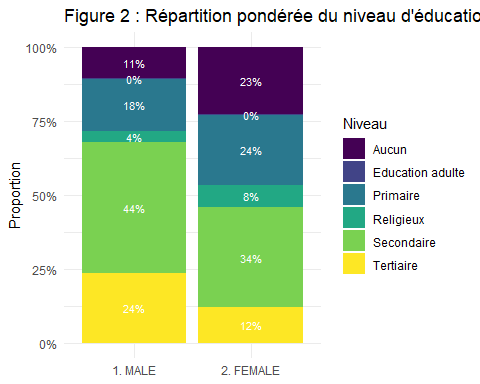 Figure 2 : Répartition pondérée du niveau d'éducatio
100%
75%
50%
25%
0%
Proportion
11%
0%
18%
4%
44%
24%
23%
0%
24%
8%
34%
12%
1. MALE
2. FEMALE
Niveau
Aucun
Education adulte
Primaire
Religieux
Secondaire
Tertiaire